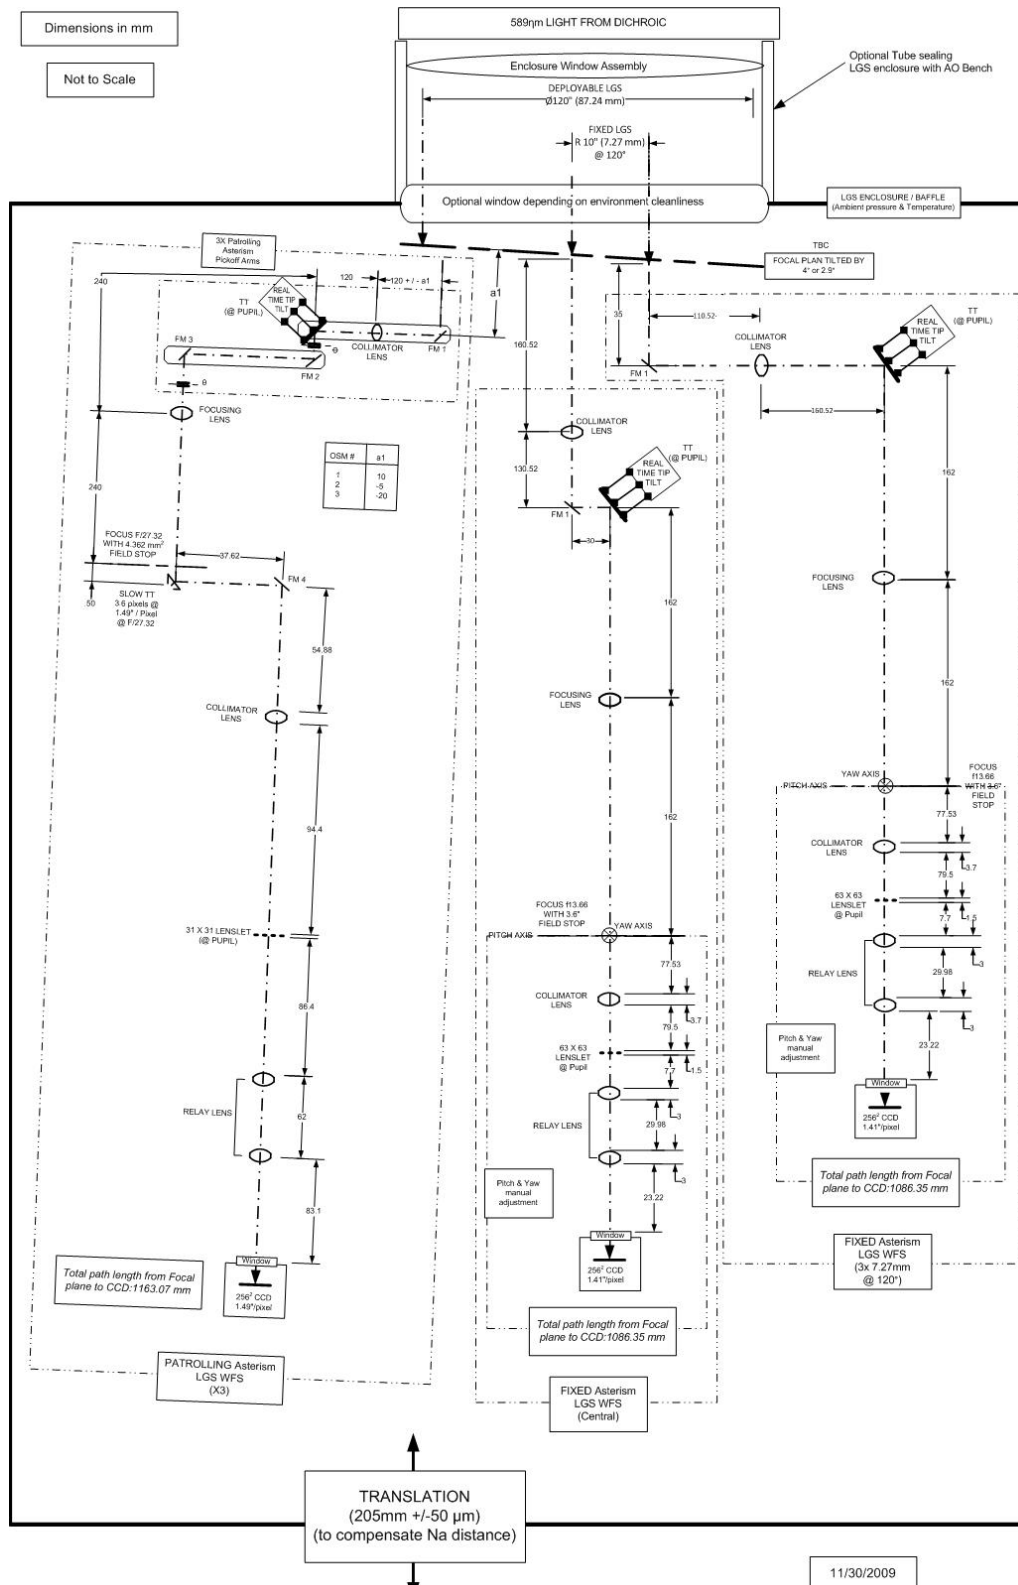 Dimensions in mm
Not to Scale
589ηm LIGHT FROM DICHROIC
Enclosure Window Assembly
Optional Tube sealing
LGS enclosure with AO Bench
DEPLOYABLE LGS
Ø120" (87.24 mm)
FIXED LGS
R 10" (7.27 mm)
@ 120°
Optional window depending on environment cleanliness
LGS ENCLOSURE / BAFFLE
(Ambient pressure & Temperature)
TBC
FOCAL PLAN TILTED BY
4° or 2.9°
3X Patrolling
Asterism
Pickoff Arms
240
120
120 +/- a1
a1
TT
(@ PUPIL)
REAL
TIME TIP
TILT
COLLIMATOR
LENS
FM 1
FM 3
FM 2
θ
θ
FOCUSING
LENS
240
OSM # a1
1 10
2 -5
3 -20
FOCUS F/27.32
WITH 4.362 mm²
FIELD STOP
37.62
FM 4
50
SLOW TT
3.6 pixels @
1.49" / Pixel
@ F/27.32
54.88
COLLIMATOR
LENS
94.4
31 X 31 LENSLET
(@ PUPIL)
86.4
RELAY LENS
62
83.1
Window
256² CCD
1.49"/pixel
Total path length from Focal
plane to CCD:1163.07 mm
PATROLLING Asterism
LGS WFS
(X3)
160.52
COLLIMATOR
LENS
130.52
FM 1
30
TT
(@ PUPIL)
REAL
TIME TIP
TILT
162
FOCUSING
LENS
162
FOCUS f13.66
WITH 3.6"
FIELD STOP
PITCH AXIS
YAW AXIS
77.53
COLLIMATOR
LENS
3.7
79.5
63 X 63
LENSLET
@ Pupil
1.5
7.7
RELAY LENS
3
29.98
3
23.22
Pitch & Yaw
manual
adjustment
Window
256² CCD
1.41"/pixel
Total path length from Focal
plane to CCD:1086.35 mm
FIXED Asterism
LGS WFS
(Central)
35
110.52
COLLIMATOR
LENS
FM 1
160.52
TT
(@ PUPIL)
REAL
TIME TIP
TILT
162
FOCUSING
LENS
162
YAW AXIS
PITCH AXIS
FOCUS
f13.66
WITH 3.6"
FIELD
STOP
77.53
COLLIMATOR
LENS
3.7
79.5
63 X 63
LENSLET
@ Pupil
1.5
7.7
RELAY LENS
3
29.98
3
23.22
Pitch & Yaw
manual
adjustment
Window
256² CCD
1.41"/pixel
Total path length from Focal
plane to CCD:1086.35 mm
FIXED Asterism
LGS WFS
(3x 7.27mm
@ 120°)
TRANSLATION
(205mm +/-50 µm)
(to compensate Na distance)
11/30/2009